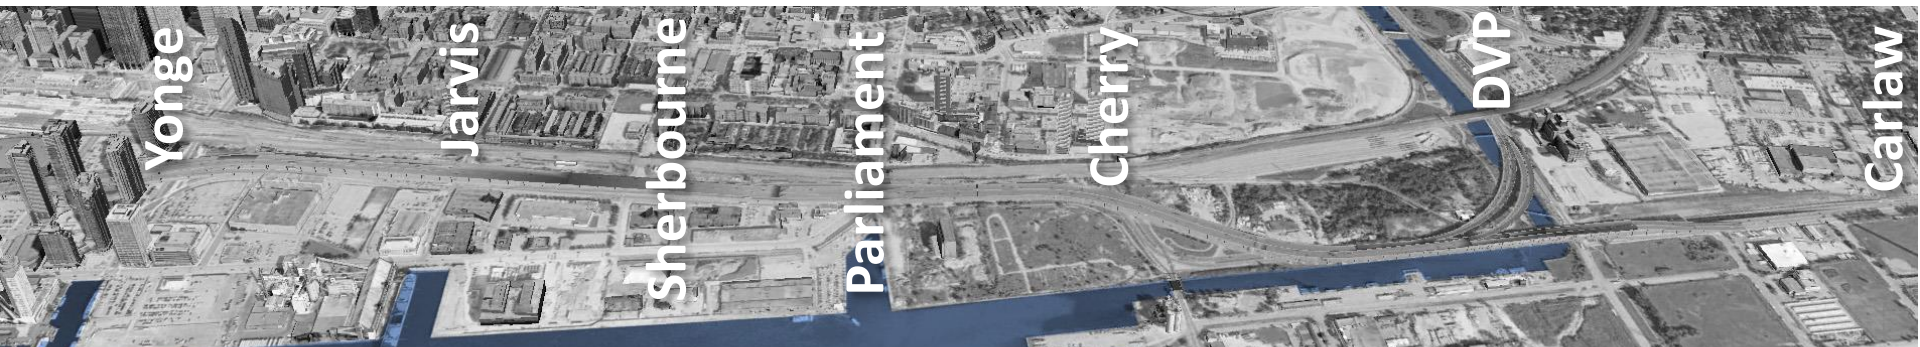 Yonge
Jarvis
Sherbourne
Parliament
Cherry
DVP
Carlaw